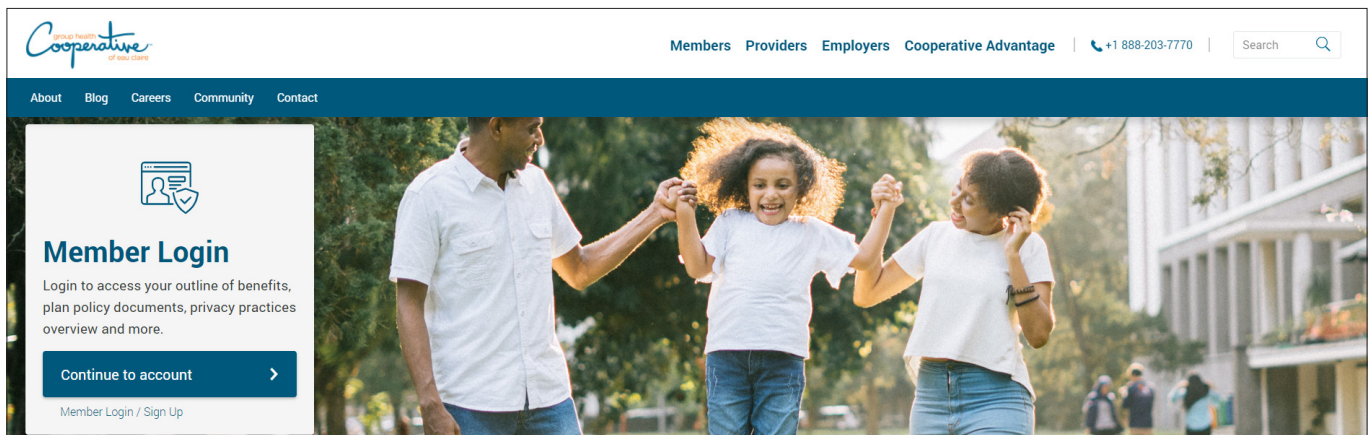 group health
Cooperative
of eau claire
Members Providers Employers Cooperative Advantage +1 888-203-7770 Search
About Blog Careers Community Contact
Member Login
Login to access your outline of benefits,
plan policy documents, privacy practices
overview and more.
Continue to account
Member Login / Sign Up